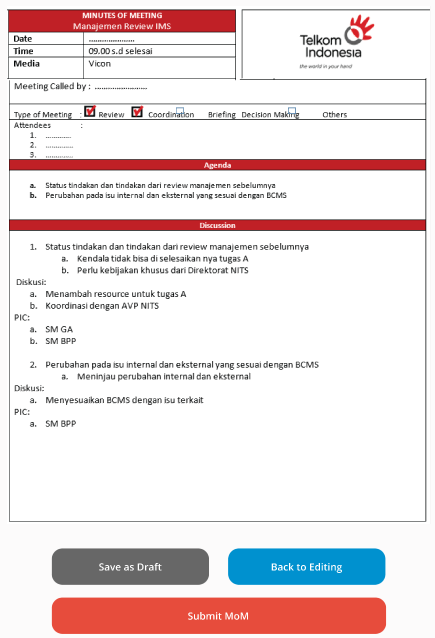 MINUTES OF MEETING
Manajemen Review IMS
Date ......................
Time 09.00 s.d selesai
Media Vicon
Telkom
Indonesia
the world in your hand
Meeting Called by : .........................
Type of Meeting : Review Coordination Briefing Decision Making Others
Attendees :
1. .............
2. ..............
3. ..............
Agenda
a. Status tindakan dan tindakan dari review manajemen sebelumnya
b. Perubahan pada isu internal dan eksternal yang sesuai dengan BCMS
Discussion
1. Status tindakan dan tindakan dari review manajemen sebelumnya
a. Kendala tidak bisa di selesaikan nya tugas A
b. Perlu kebijakan khusus dari Direktorat NITS
Diskusi:
a. Menambah resource untuk tugas A
b. Koordinasi dengan AVP NITS
PIC:
a. SM GA
b. SM BPP
2. Perubahan pada isu internal dan eksternal yang sesuai dengan BCMS
a. Meninjau perubahan internal dan eksternal
Diskusi:
a. Menyesuaikan BCMS dengan isu terkait
PIC:
a. SM BPP
Save as Draft
Back to Editing
Submit MoM